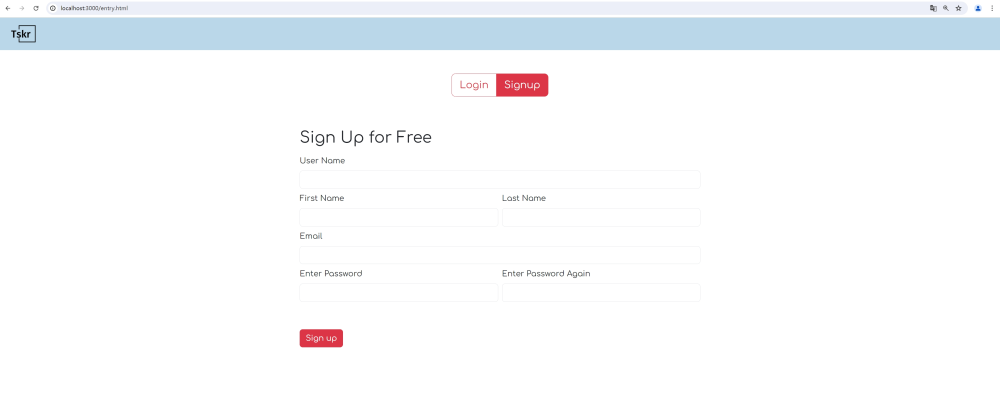 localhost:3000/entry.html
Tskr
Login Signup
Sign Up for Free
User Name
First Name Last Name
Email
Enter Password Enter Password Again
Sign up